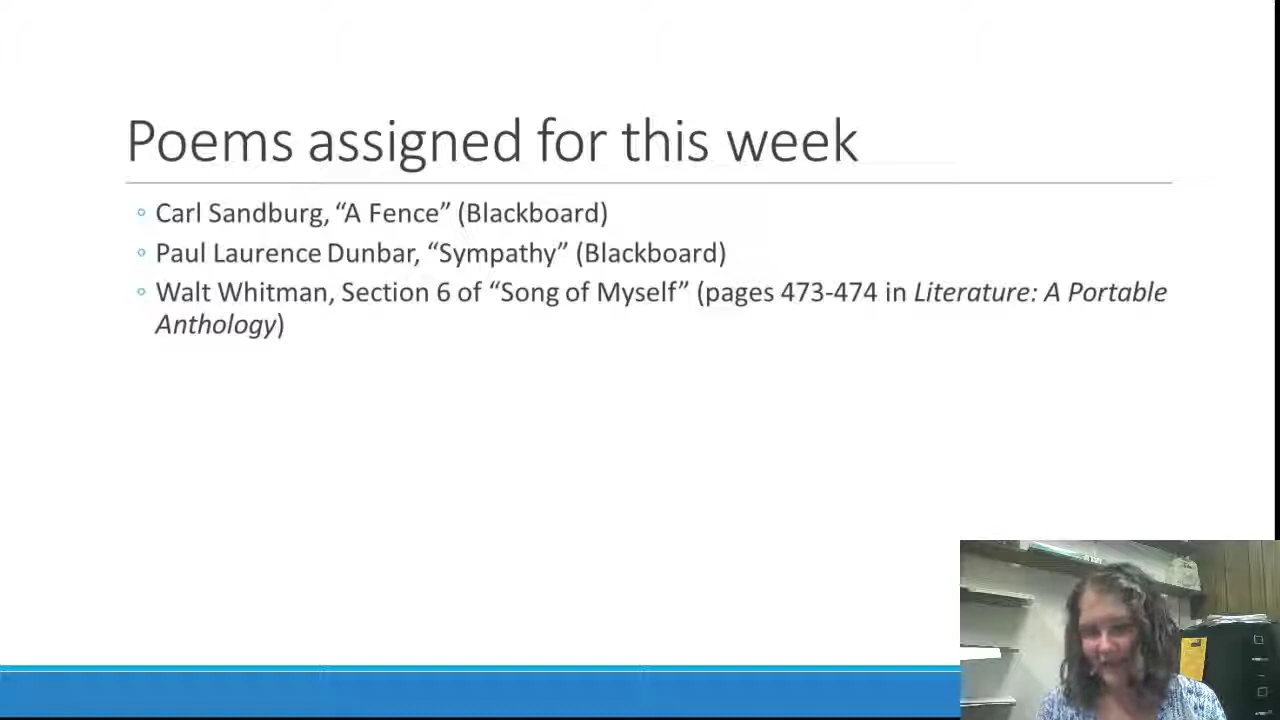 Poems assigned for this week
◦ Carl Sandburg, “A Fence” (Blackboard)
◦ Paul Laurence Dunbar, “Sympathy” (Blackboard)
◦ Walt Whitman, Section 6 of “Song of Myself” (pages 473-474 in Literature: A Portable
Anthology)